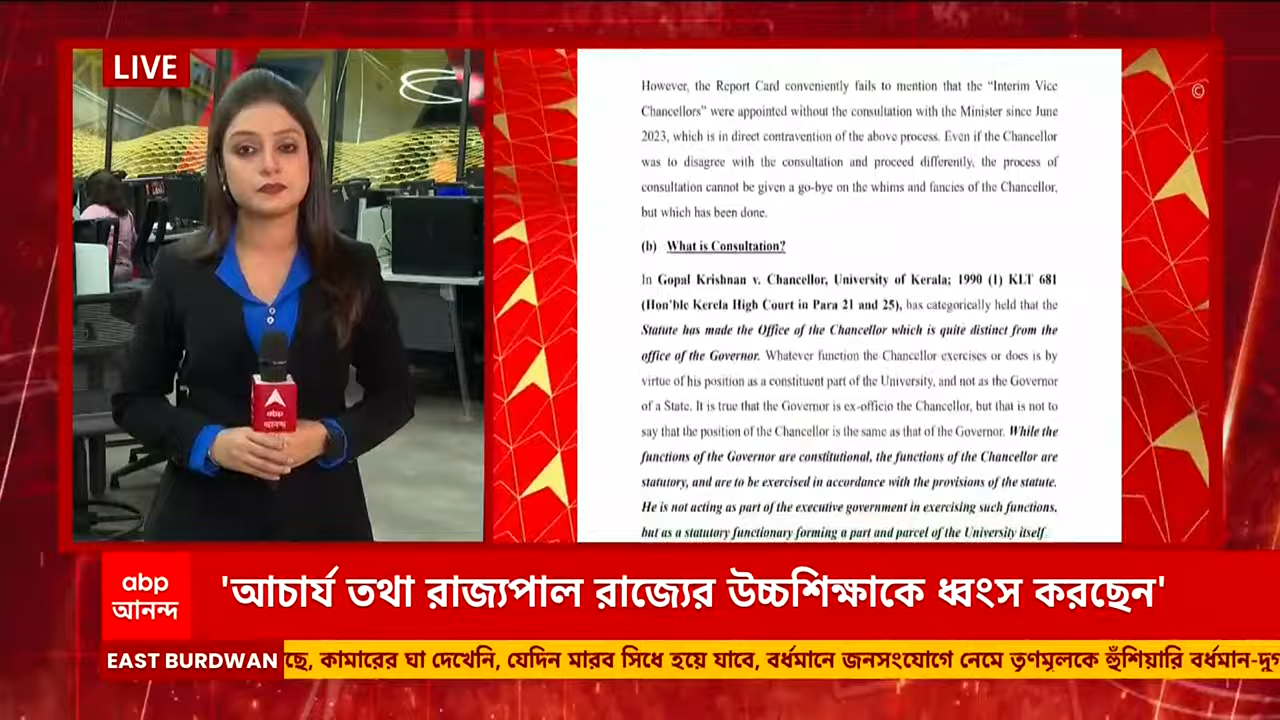 LIVE
©
However, the Report Card conveniently fails to mention that the “Interim Vice
Chancellors” were appointed without the consultation with the Minister since June
2023, which is in direct contravention of the above process. Even if the Chancellor
was to disagree with the consultation and proceed differently, the process of
consultation cannot be given a go-bye on the whims and fancies of the Chancellor,
but which has been done.
(b) What is Consultation?
In Gopal Krishnan v. Chancellor, University of Kerala; 1990 (1) KLT 681
(Hon'ble Kerela High Court in Para 21 and 25), has categorically held that the
Statute has made the Office of the Chancellor which is quite distinct from the
office of the Governor. Whatever function the Chancellor exercises or does is by
virtue of his position as a constituent part of the University, and not as the Governor
of a State. It is true that the Governor is ex-officio the Chancellor, but that is not to
say that the position of the Chancellor is the same as that of the Governor. While the
functions of the Governor are constitutional, the functions of the Chancellor are
statutory, and are to be exercised in accordance with the provisions of the statute.
He is not acting as part of the executive government in exercising such functions,
but as a statutory functionary forming a part and parcel of the University itself
abp
আনন্দ
abp
আনন্দ
'আচার্য তথা রাজ্যপাল রাজ্যের উচ্চশিক্ষাকে ধ্বংস করছেন'
EAST BURDWAN ছে, কামারের ঘা দেখেনি, যেদিন মারব সিধে হয়ে যাবে, বর্ধমানে জনসংযোগে নেমে তৃণমূলকে হুঁশিয়ারি বর্ধমান-দুর্গ